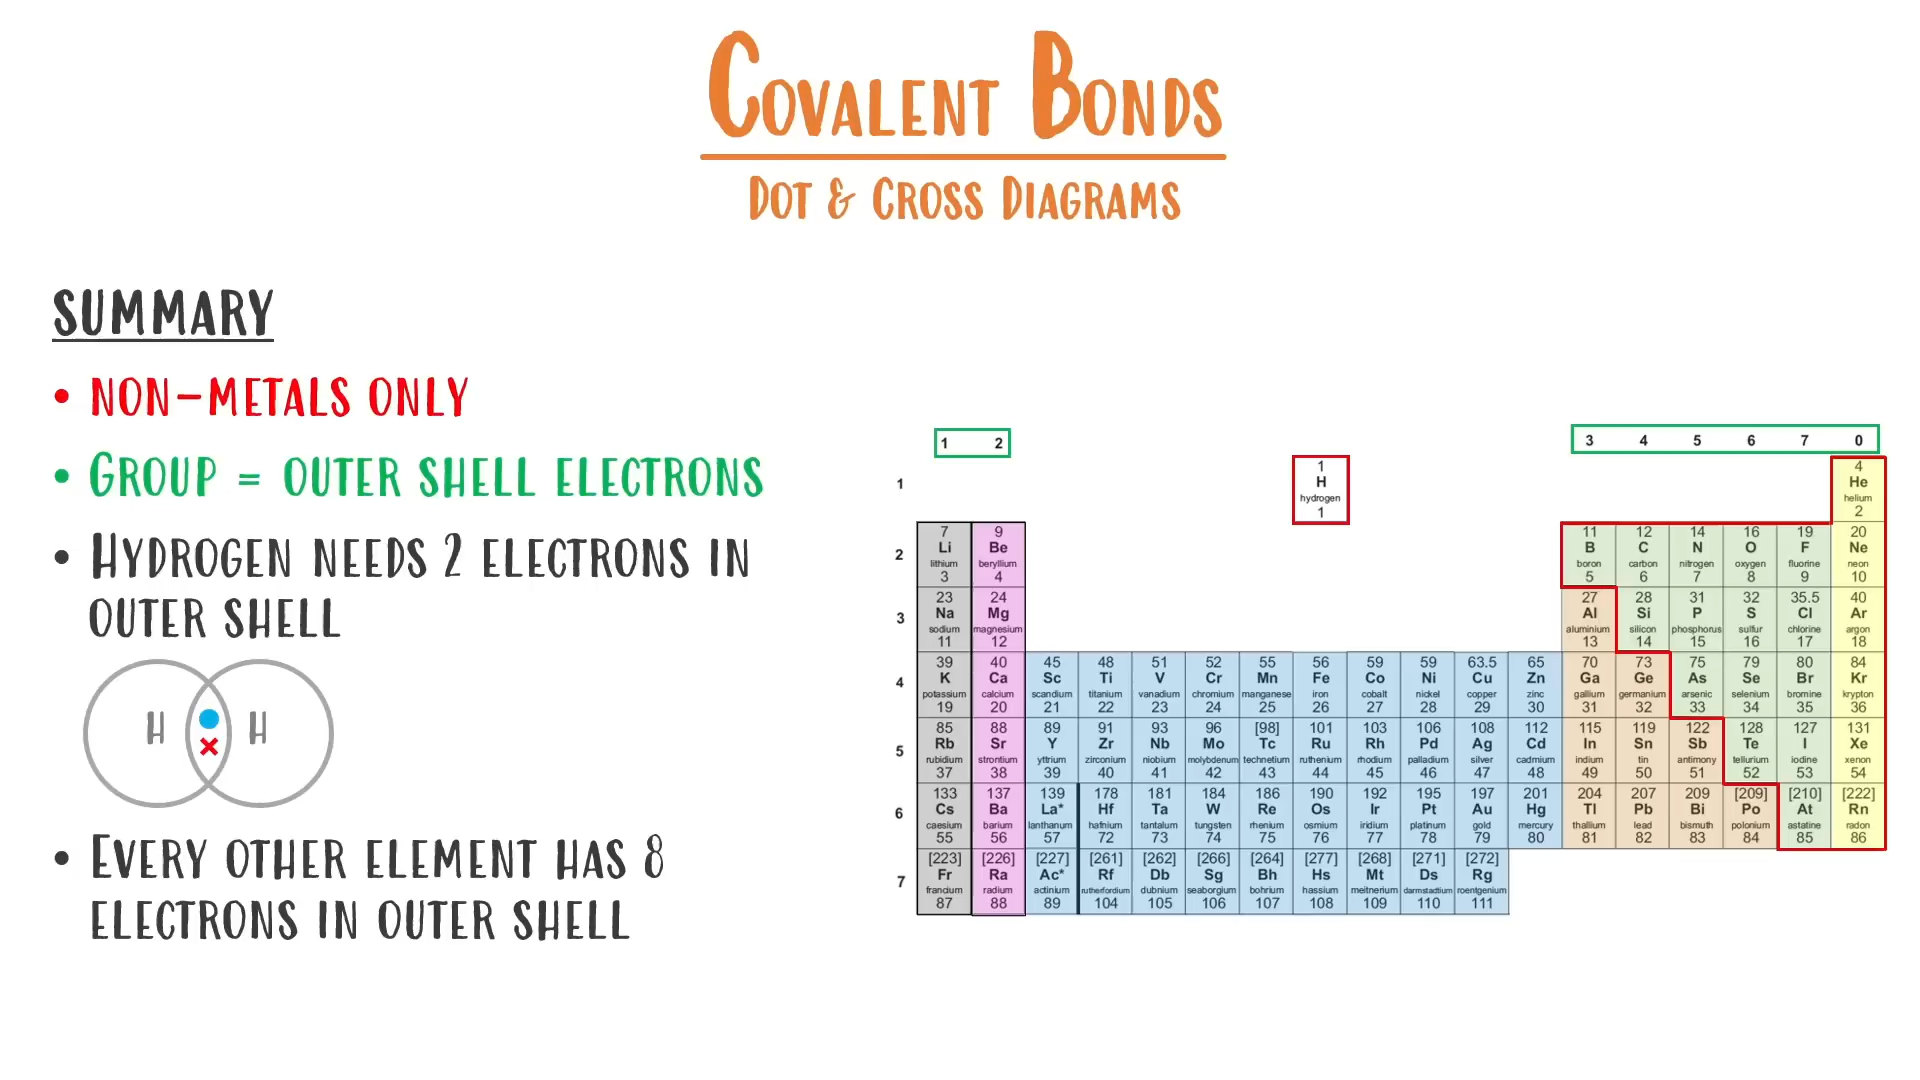 COVALENT BONDS
DOT & CROSS DIAGRAMS
SUMMARY
• NON-METALS ONLY
• GROUP = OUTER SHELL ELECTRONS
• HYDROGEN NEEDS 2 ELECTRONS IN
OUTER SHELL
H H
• EVERY OTHER ELEMENT HAS 8
ELECTRONS IN OUTER SHELL
1 2 3 4 5 6 7 0
1 4
1 H He
hydrogen helium
1 2
7 9 11 12 14 16 19 20
2 Li Be B C N O F Ne
lithium beryllium boron carbon nitrogen oxygen fluorine neon
3 4 5 6 7 8 9 10
23 24 27 28 31 32 35.5 40
3 Na Mg Al Si P S Cl Ar
sodium magnesium aluminium silicon phosphorus sulfur chlorine argon
11 12 13 14 15 16 17 18
39 40 45 48 51 52 55 56 59 59 63.5 65 70 73 75 79 80 84
4 K Ca Sc Ti V Cr Mn Fe Co Ni Cu Zn Ga Ge As Se Br Kr
potassium calcium scandium titanium vanadium chromium manganese iron cobalt nickel copper zinc gallium germanium arsenic selenium bromine krypton
19 20 21 22 23 24 25 26 27 28 29 30 31 32 33 34 35 36
85 88 89 91 93 96 [98] 101 103 106 108 112 115 119 122 128 127 131
5 Rb Sr Y Zr Nb Mo Tc Ru Rh Pd Ag Cd In Sn Sb Te I Xe
rubidium strontium yttrium zirconium niobium molybdenum technetium ruthenium rhodium palladium silver cadmium indium tin antimony tellurium iodine xenon
37 38 39 40 41 42 43 44 45 46 47 48 49 50 51 52 53 54
133 137 139 178 181 184 186 190 192 195 197 201 204 207 209 [209] [210] [222]
6 Cs Ba La* Hf Ta W Re Os Ir Pt Au Hg Tl Pb Bi Po At Rn
caesium barium lanthanum hafnium tantalum tungsten rhenium osmium iridium platinum gold mercury thallium lead bismuth polonium astatine radon
55 56 57 72 73 74 75 76 77 78 79 80 81 82 83 84 85 86
[223] [226] [227] [261] [262] [266] [264] [277] [268] [271] [272]
7 Fr Ra Ac* Rf Db Sg Bh Hs Mt Ds Rg
francium radium actinium rutherfordium dubnium seaborgium bohrium hassium meitnerium darmstadtium roentgenium
87 88 89 104 105 106 107 108 109 110 111